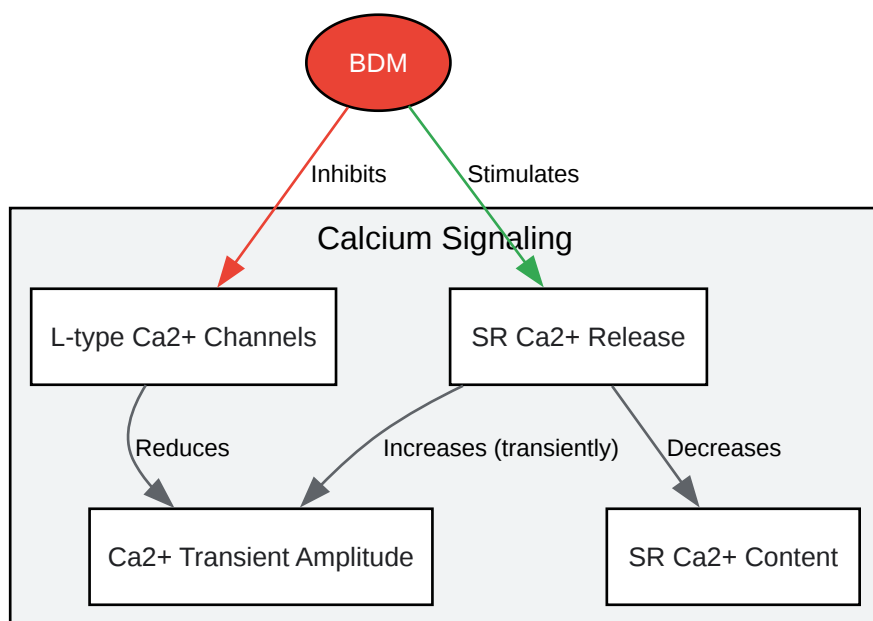 BDM
Inhibits
Stimulates
Calcium Signaling
L-type Ca2+ Channels
SR Ca2+ Release
Reduces
Increases (transiently)
Decreases
Ca2+ Transient Amplitude
SR Ca2+ Content